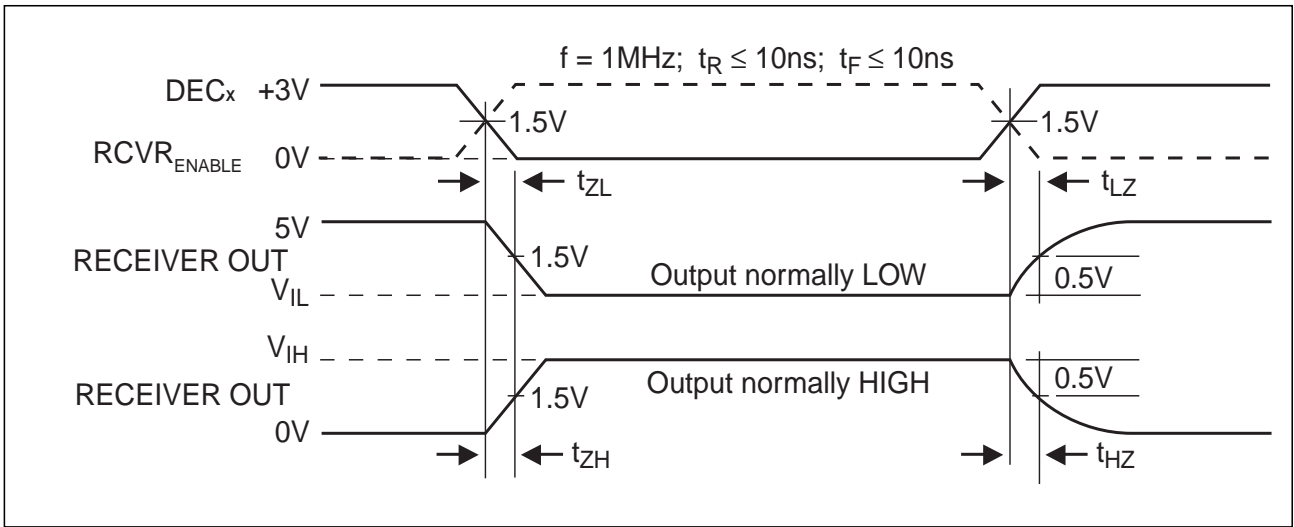 f = 1MHz; tR ≤ 10ns; tF ≤ 10ns
DECx +3V
1.5V
1.5V
RCVRENABLE 0V
tZL
tLZ
5V
RECEIVER OUT
1.5V
Output normally LOW
0.5V
VIL
VIH
Output normally HIGH
0.5V
RECEIVER OUT
1.5V
0V
tZH
tHZ